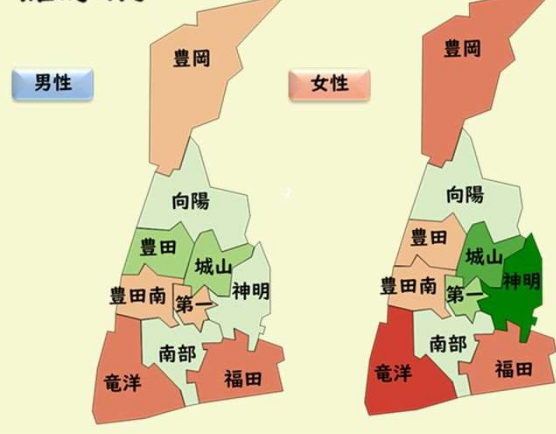 男性
豊岡
向陽
豊田
城山
豊田南
第一
神明
南部
竜洋
福田
女性
豊岡
向陽
豊田
城山
神明
豊田南
第一
南部
竜洋
福田